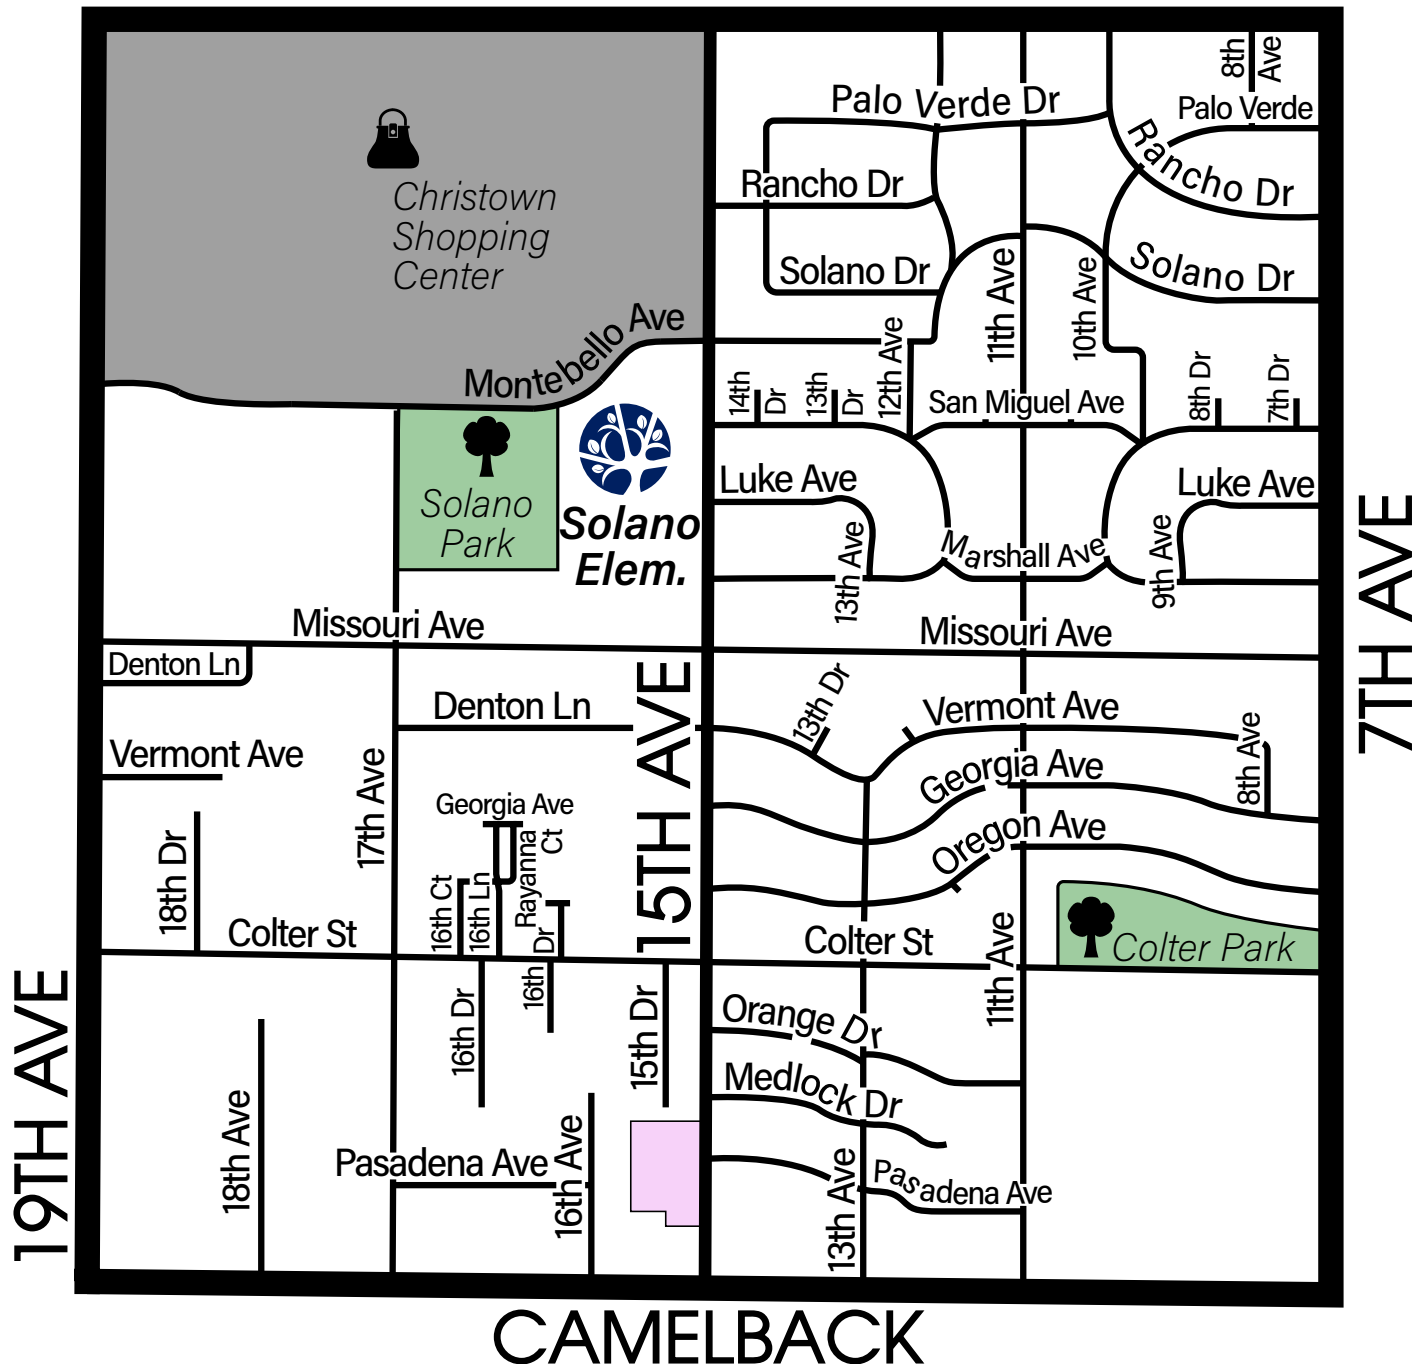 8th
Ave
Palo Verde Dr
Palo Verde
Rancho Dr
Rancho Dr
Christown
Shopping
Center
Solano Dr
Solano Dr
11th Ave
10th Ave
Montebello Ave
12th Ave
14th
Dr
13th
Dr
San Miguel Ave
8th Dr
7th Dr
Solano
Park
Solano
Elem.
Luke Ave
Luke Ave
13th Ave
Marshall Ave
9th Ave
7TH AVE
Missouri Ave
Missouri Ave
Denton Ln
Denton Ln
15TH AVE
13th Dr
Vermont Ave
Vermont Ave
17th Ave
Georgia Ave
8th Ave
Georgia Ave
Rayanna
Ct
Oregon Ave
18th Dr
16th Ct
16th Ln
Dr
16th
Colter St
Colter St
11th Ave
Colter Park
19TH AVE
16th Dr
15th Dr
Orange Dr
Medlock Dr
18th Ave
Pasadena Ave
16th Ave
13th Ave
Pasadena Ave
CAMELBACK